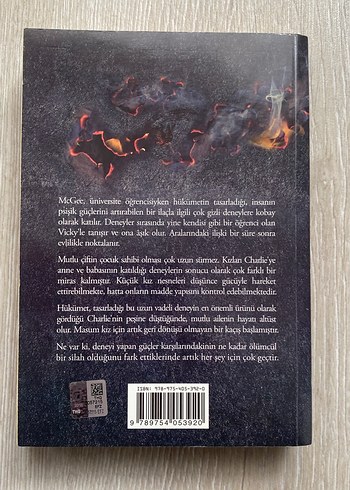 McGee, üniversite öğrencisiyken hükümetin tasarladığı, insanın
psişik güçlerini artırabilen bir ilaçla ilgili çok gizli deneylere kobay
olarak katılır. Deneyler sırasında yine kendisi gibi bir öğrenci olan
Vicky'le tanışır ve ona âşık olur. Aralarındaki ilişki bir süre sonra
evlilikle noktalanır.
Mutlu çiftin çocuk sahibi olması çok uzun sürmez. Kızları Charlie'ye
anne ve babasının katıldığı deneylerin sonucu olarak çok farklı bir
miras kalmıştır. Küçük kız nesneleri düşünce gücüyle hareket
ettirebilmekte, hatta onların madde yapısını kontrol edebilmektedir.
Hükümet, tasarladığı bu uzun vadeli deneyin en önemli ürünü olarak
gördüğü Charlie'nin peşine düştüğünde, mutlu ailenin hayatı altüst
olur. Masum kız için artık geri dönüşü olmayan bir kaçış başlamıştır.
Ne var ki, deneyi yapan güçler karşılarındakinin ne kadar ölümcül
bir silah olduğunu fark ettiklerinde artık her şey için çok geçtir.
ISBN: 978-975-405-392-0
9 789754 053920